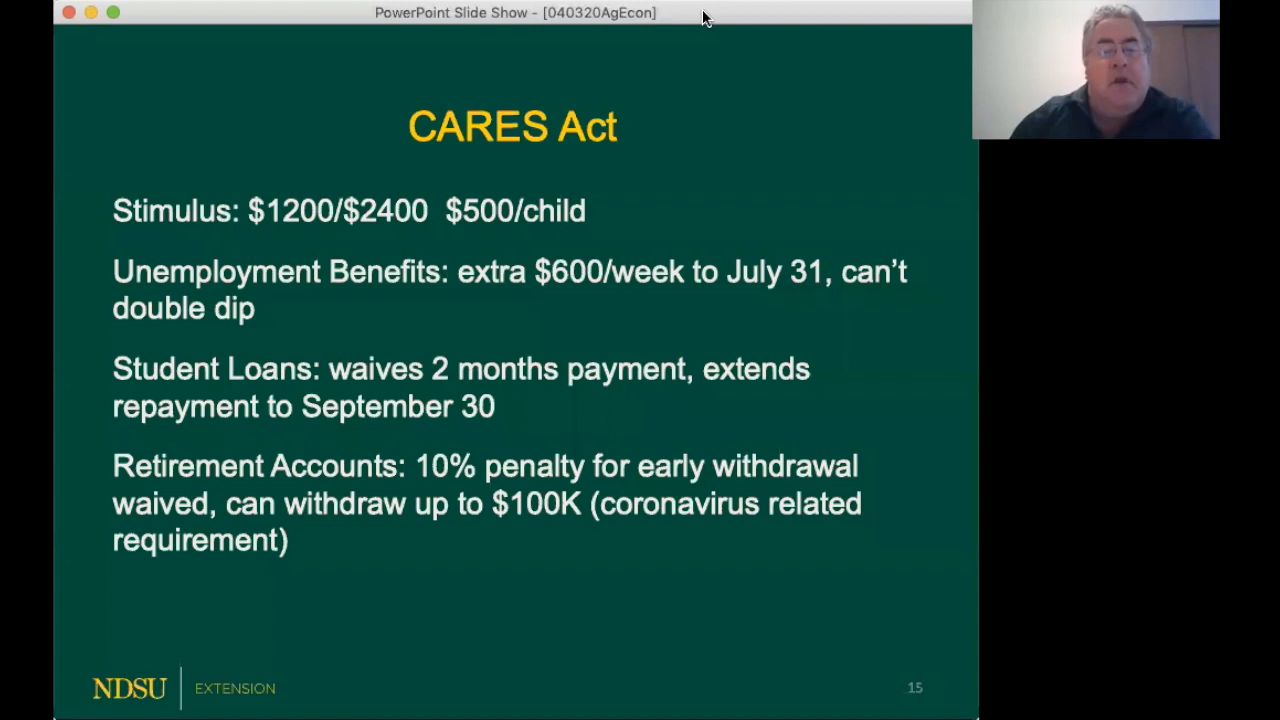 PowerPoint Slide Show - [040320AgEcon]
CARES Act
Stimulus: $1200/$2400  $500/child
Unemployment Benefits: extra $600/week to July 31, can’t
double dip
Student Loans: waives 2 months payment, extends
repayment to September 30
Retirement Accounts: 10% penalty for early withdrawal
waived, can withdraw up to $100K (coronavirus related
requirement)
NDSU EXTENSION
15